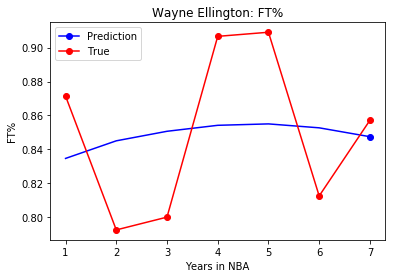 Wayne Ellington: FT%
Prediction
True
FT%
0.90
0.88
0.86
0.84
0.82
0.80
1 2 3 4 5 6 7
Years in NBA